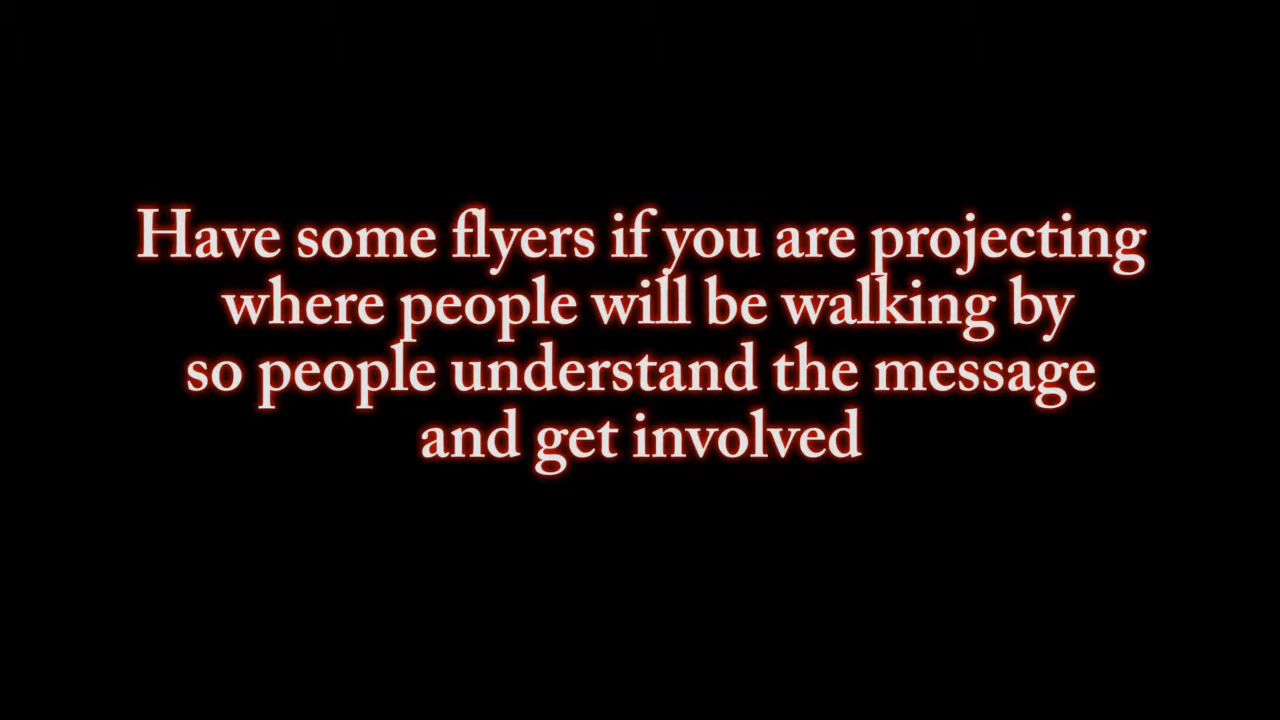 Have some flyers if you are projecting
where people will be walking by
so people understand the message
and get involved